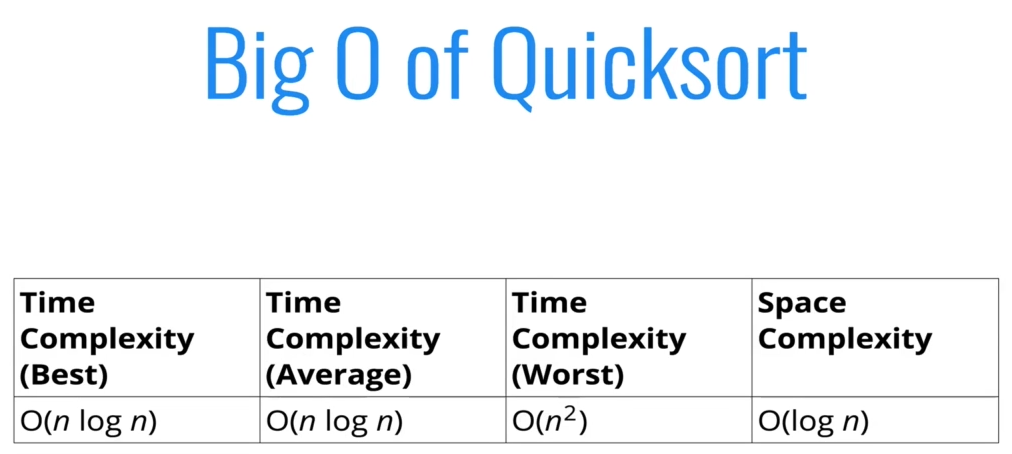 Big O of Quicksort
Time Complexity (Best)
Time Complexity (Average)
Time Complexity (Worst)
Space Complexity
O(n log n)
O(n log n)
O(n²)
O(log n)